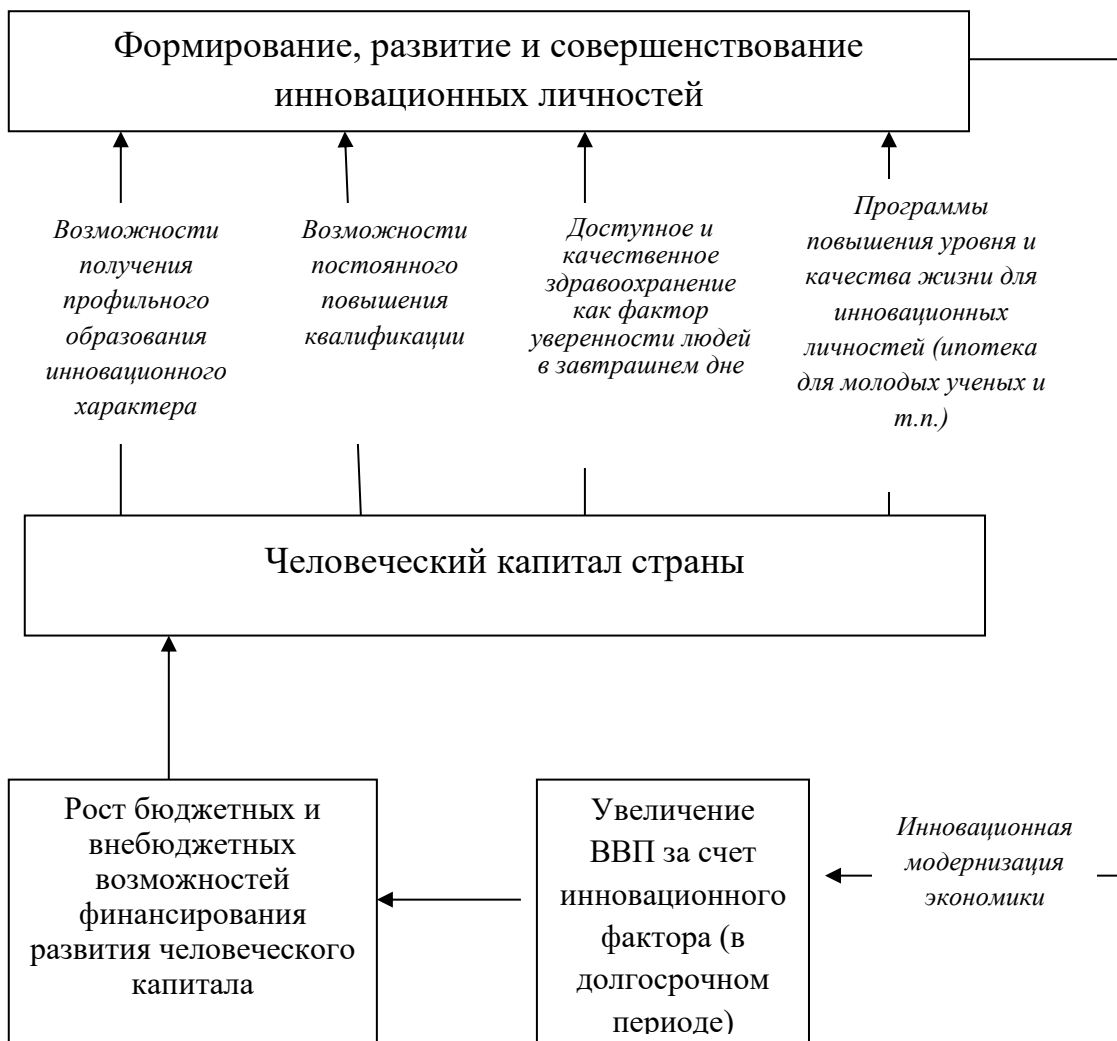 Формирование, развитие и совершенствование
инновационных личностей
Возможности
получения
профильного
образования
инновационного
характера
Возможности
постоянного
повышения
квалификации
Доступное и
качественное
здравоохранение
как фактор
уверенности людей
в завтрашнем дне
Программы
повышения уровня и
качества жизни для
инновационных
личностей (ипотека
для молодых ученых и
т.п.)
Человеческий капитал страны
Рост бюджетных и
внебюджетных
возможностей
финансирования
развития человеческого
капитала
Увеличение
ВВП за счет
инновационного
фактора (в
долгосрочном
периоде)
Инновационная
модернизация
экономики